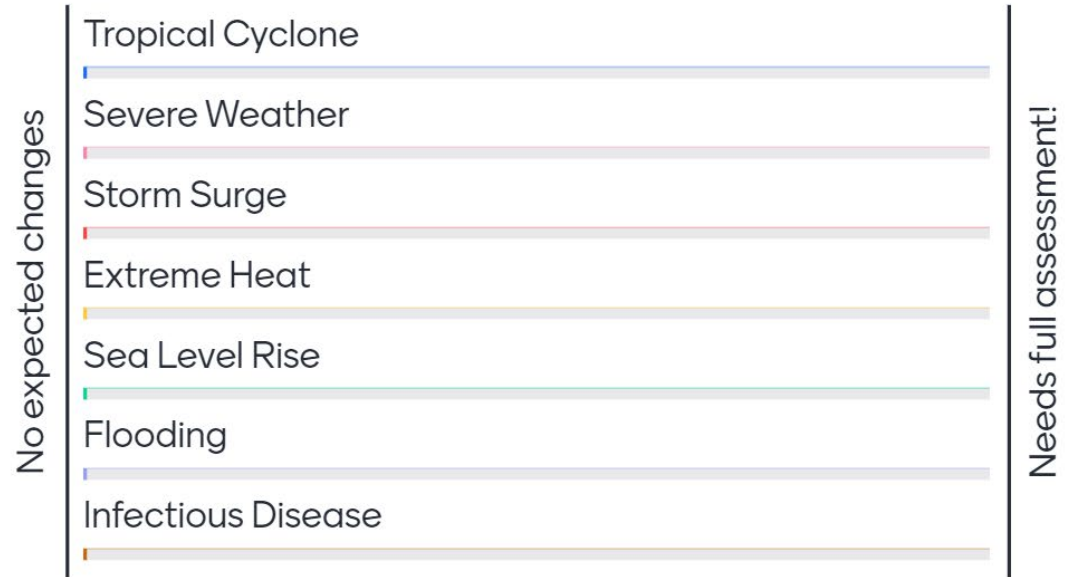 No expected changes
Tropical Cyclone
Severe Weather
Storm Surge
Extreme Heat
Sea Level Rise
Flooding
Infectious Disease
Needs full assessment!